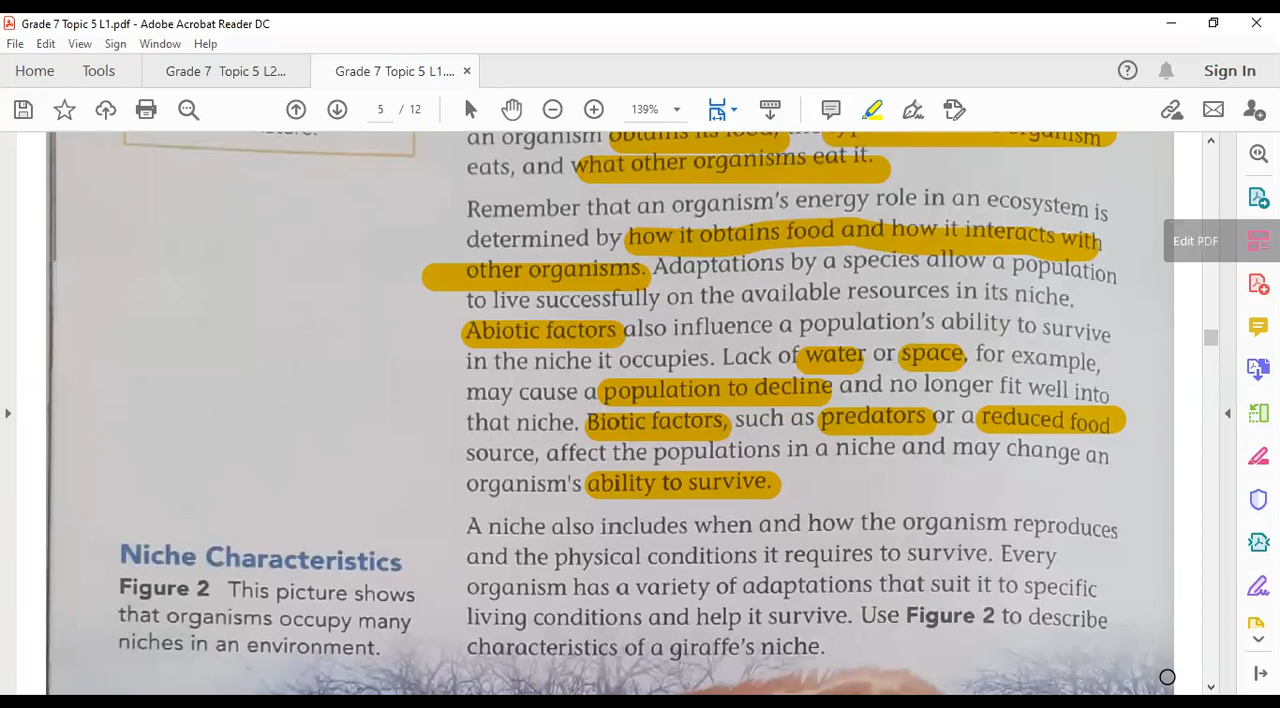 Grade 7 Topic 5 L1.pdf - Adobe Acrobat Reader DC
File Edit View Sign Window Help
Home Tools Grade 7 Topic 5 L2... Grade 7 Topic 5 L1.... × Sign In
5 / 12 139%
an organism obtains its food, organism
eats, and what other organisms eat it.
Remember that an organism's energy role in an ecosystem is
determined by how it obtains food and how it interacts with
other organisms. Adaptations by a species allow a population
to live successfully on the available resources in its niche.
Abiotic factors also influence a population's ability to survive
in the niche it occupies. Lack of water or space, for example,
may cause a population to decline and no longer fit well into
that niche. Biotic factors, such as predators or a reduced food
source, affect the populations in a niche and may change an
organism's ability to survive.
A niche also includes when and how the organism reproduces
and the physical conditions it requires to survive. Every
organism has a variety of adaptations that suit it to specific
living conditions and help it survive. Use Figure 2 to describe
characteristics of a giraffe's niche.
Niche Characteristics
Figure 2 This picture shows
that organisms occupy many
niches in an environment.
Edit PDF